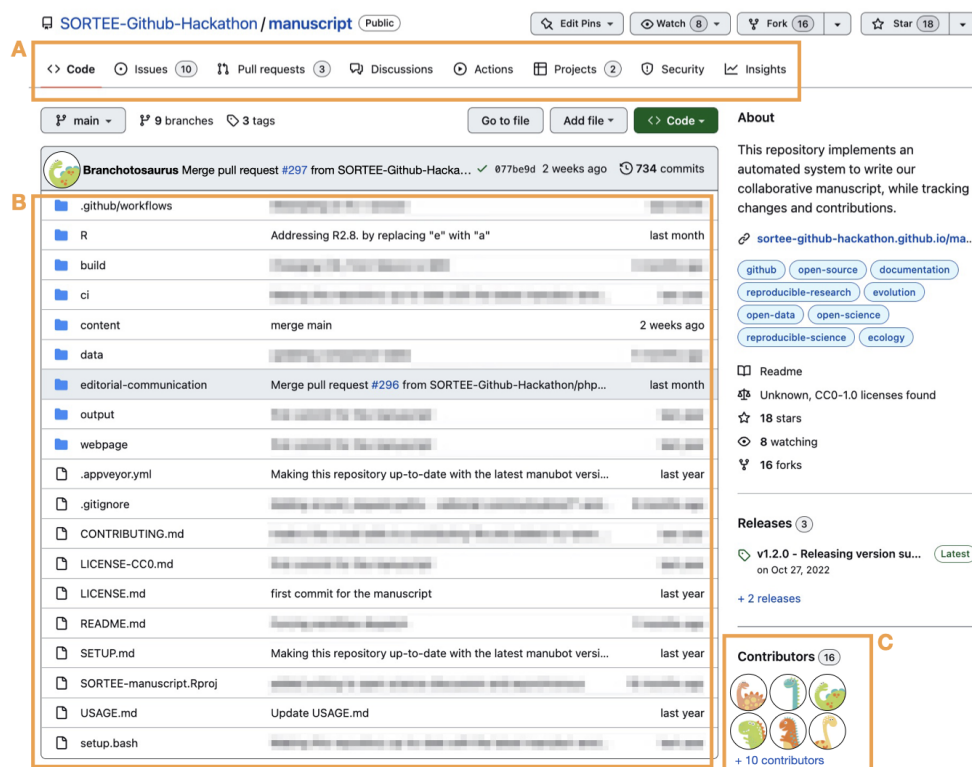 SORTEE-Github-Hackathon / manuscript Public
Edit Pins Watch 8 Fork 16 Star 18
A
<> Code Issues 10 Pull requests 3 Discussions Actions Projects 2 Security Insights
main 9 branches 3 tags Go to file Add file <> Code
Branchotosaurus Merge pull request #297 from SORTEE-Github-Hacka... 077be9d 2 weeks ago 734 commits
B
.github/workflows
R Addressing R2.8. by replacing "e" with "a" last month
build
ci
content merge main 2 weeks ago
data
editorial-communication Merge pull request #296 from SORTEE-Github-Hackathon/php... last month
output
webpage
.appveyor.yml Making this repository up-to-date with the latest manubot versi... last year
.gitignore
CONTRIBUTING.md
LICENSE-CC0.md
LICENSE.md first commit for the manuscript last year
README.md
SETUP.md Making this repository up-to-date with the latest manubot versi... last year
SORTEE-manuscript.Rproj
USAGE.md Update USAGE.md last year
setup.bash
About
This repository implements an
automated system to write our
collaborative manuscript, while tracking
changes and contributions.
sortee-github-hackathon.github.io/ma...
github open-source documentation
reproducible-research evolution
open-data open-science
reproducible-science ecology
Readme
Unknown, CC0-1.0 licenses found
18 stars
8 watching
16 forks
Releases 3
v1.2.0 - Releasing version su... Latest
on Oct 27, 2022
+ 2 releases
C
Contributors 16
+ 10 contributors